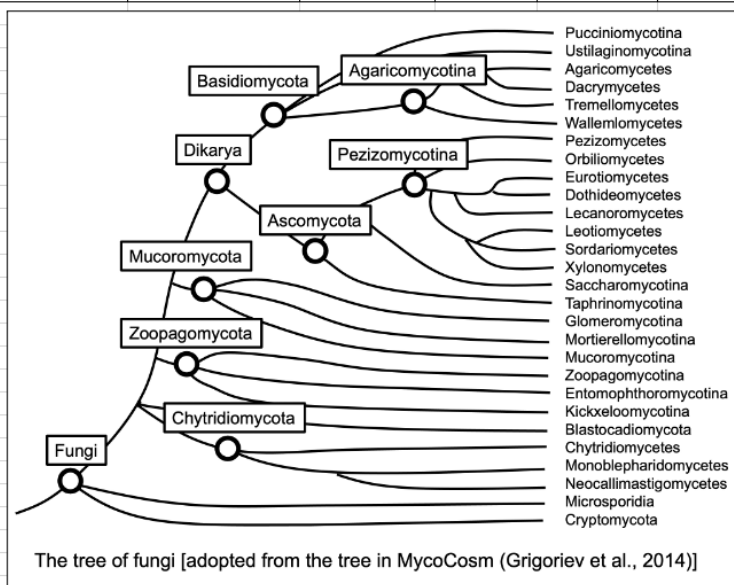 Pucciniomycotina
Ustilaginomycotina
Agaricomycotina
Agaricomycetes
Basidiomycota
Dacrymycetes
Tremellomycetes
Wallemlomycetes
Dikarya
Pezizomycotina
Pezizomycetes
Orbiliomycetes
Eurotiomycetes
Dothideomycetes
Ascomycota
Lecanoromycetes
Leotiomycetes
Mucoromycota
Sordariomycetes
Xylonomycetes
Saccharomycotina
Taphrinomycotina
Glomeromycotina
Zoopagomycota
Mortierellomycotina
Mucoromycotina
Zoopagomycotina
Entomophthoromycotina
Kickxeloomycotina
Chytridiomycota
Blastocadiomycota
Fungi
Chytridiomycetes
Monoblepharidomycetes
Neocallimastigomycetes
Microsporidia
Cryptomycota
The tree of fungi [adopted from the tree in MycoCosm (Grigoriev et al., 2014)]